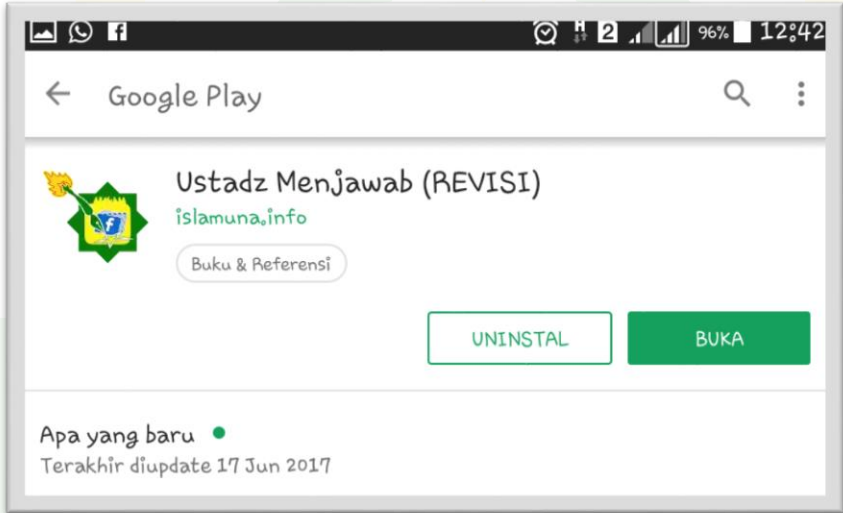 H 2 96% 12:42
Google Play
Ustadz Menjawab (REVISI)
islamuna.info
Buku & Referensi
UNINSTAL BUKA
Apa yang baru
Terakhir diupdate 17 Jun 2017